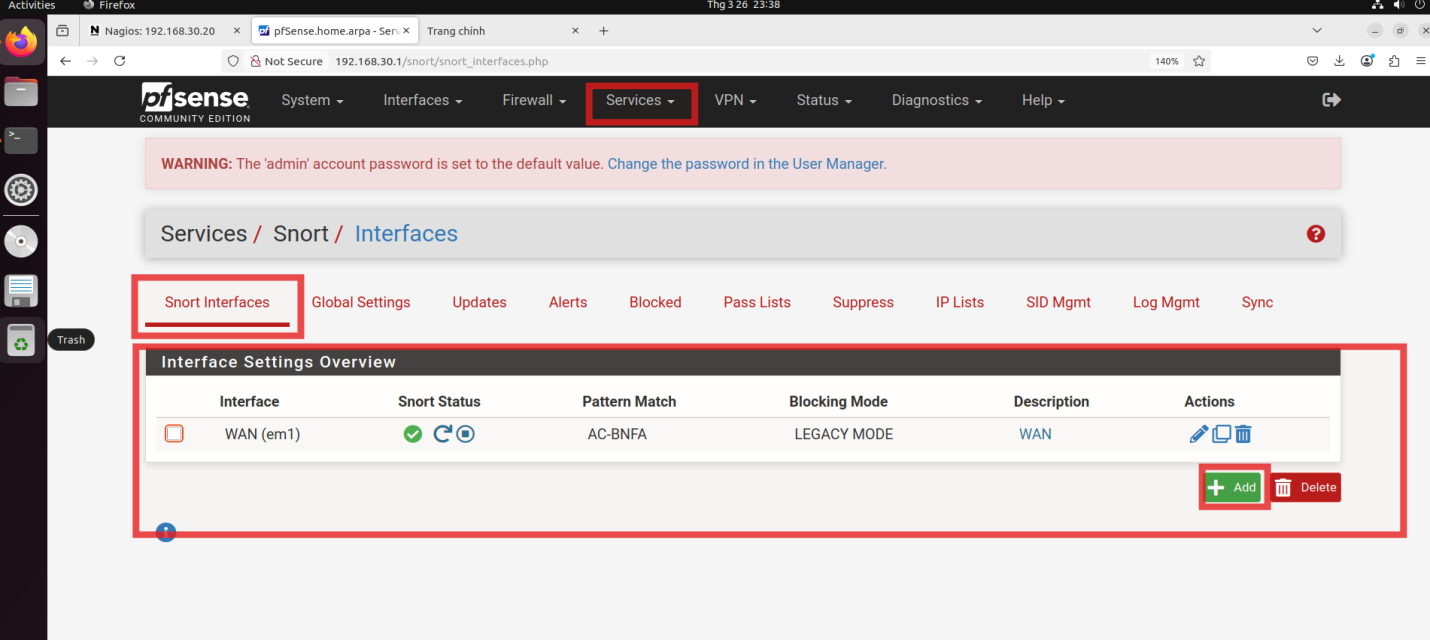 Activities Firefox Thg 3 26 23:38
Nagios: 192.168.30.20 × pfSense.home.arpa - Serv × Trang chính × +
Not Secure 192.168.30.1/snort/snort_interfaces.php 140%
pfsense System Interfaces Firewall Services VPN Status Diagnostics Help
COMMUNITY EDITION
WARNING: The 'admin' account password is set to the default value. Change the password in the User Manager.
Services / Snort / Interfaces
Snort Interfaces Global Settings Updates Alerts Blocked Pass Lists Suppress IP Lists SID Mgmt Log Mgmt Sync
Trash
Interface Settings Overview
Interface Snort Status Pattern Match Blocking Mode Description Actions
WAN (em1) AC-BNFA LEGACY MODE WAN
Add Delete